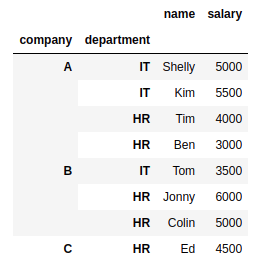 name salary
company department
A IT Shelly 5000
IT Kim 5500
HR Tim 4000
HR Ben 3000
B IT Tom 3500
HR Jonny 6000
HR Colin 5000
C HR Ed 4500